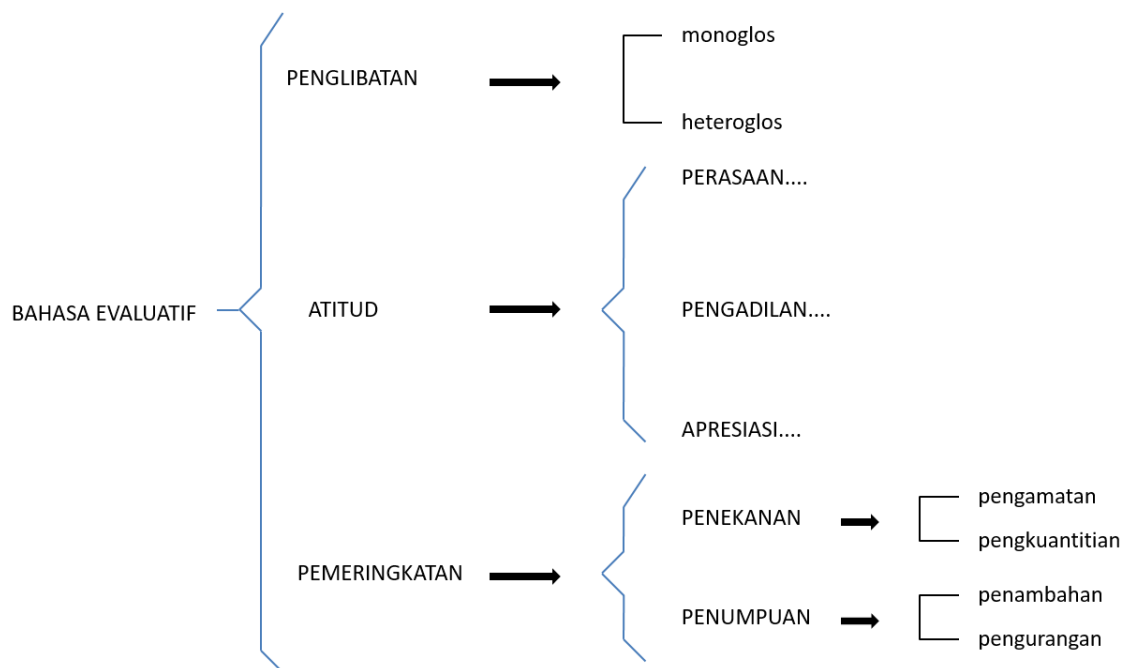 BAHASA EVALUATIF
PENGLIBATAN
monoglos
heteroglos
ATITUD
PERASAAN....
PENGADILAN....
APRESIASI....
PEMERINGKATAN
PENEKANAN
pengamatan
pengkuantitian
PENUMPUAN
penambahan
pengurangan